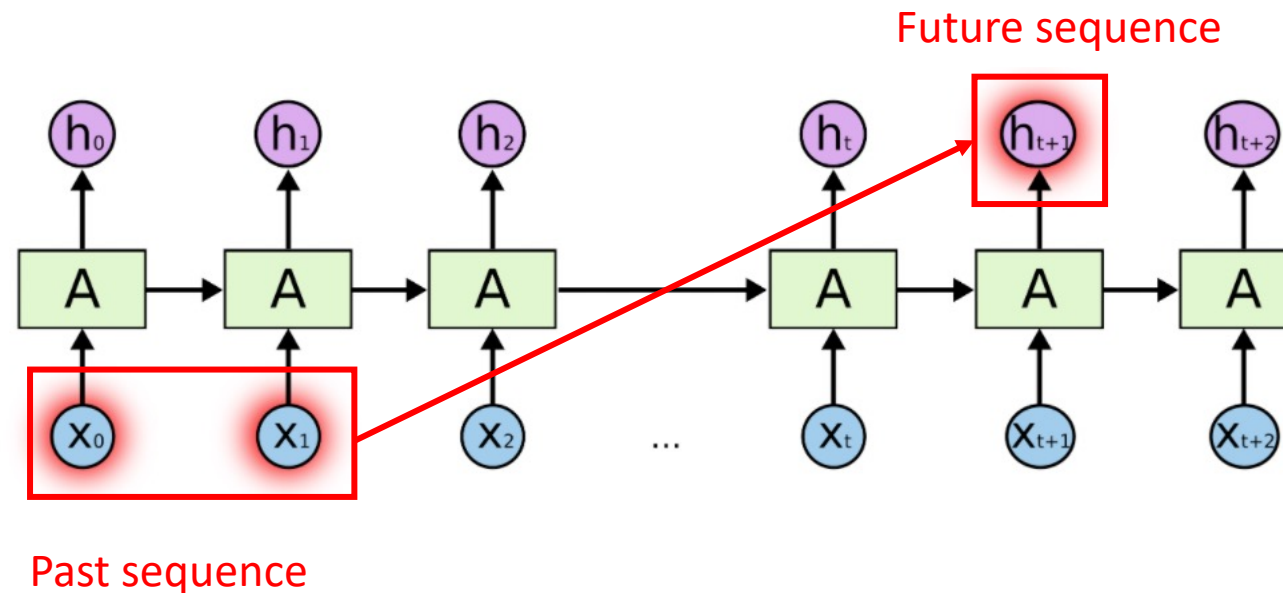 Future sequence
h₀ h₁ h₂ hₜ hₜ₊₁ hₜ₊₂
A A A A A A
x₀ x₁ x₂ ... xₜ xₜ₊₁ xₜ₊₂
Past sequence